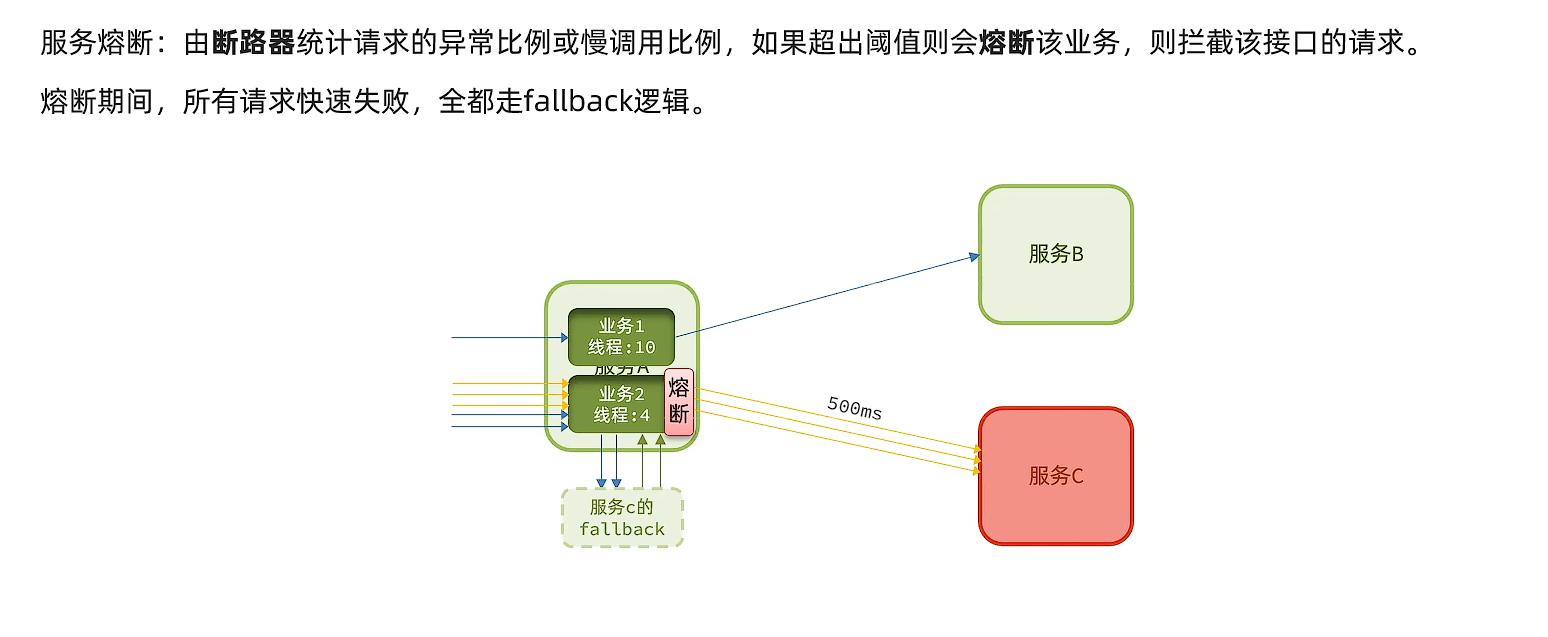 服务熔断：由断路器统计请求的异常比例或慢调用比例，如果超出阈值则会熔断该业务，则拦截该接口的请求。
熔断期间，所有请求快速失败，全都走fallback逻辑。
服务B
业务1
线程:10
服务A
业务2
线程:4
熔
断
500ms
服务C
服务c的
fallback